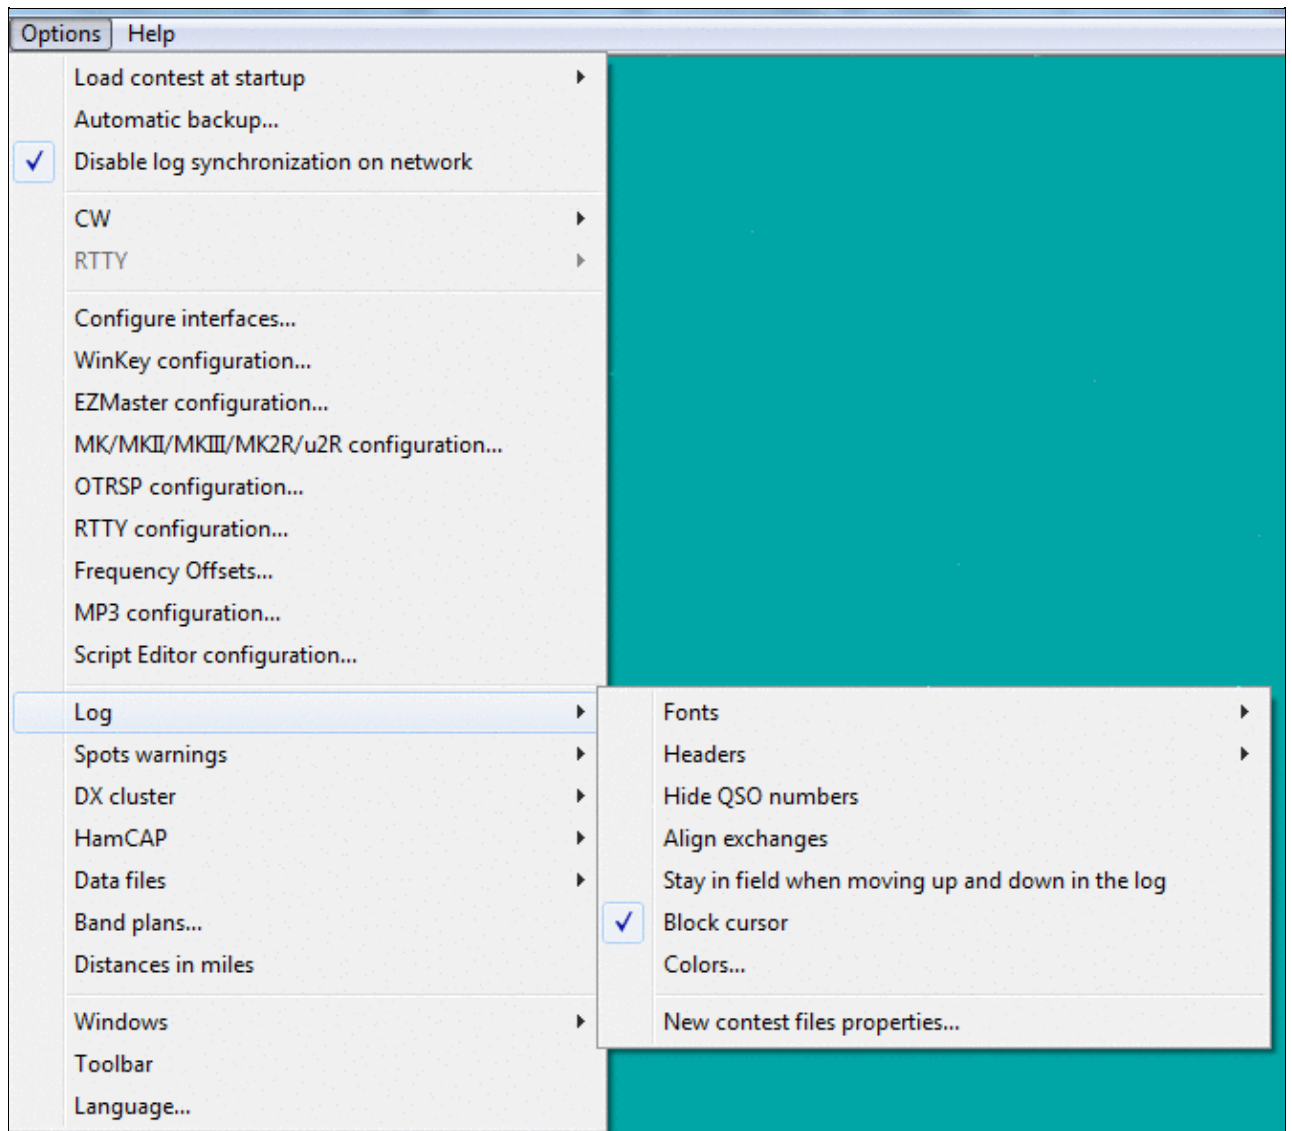 Options Help
Load contest at startup
Automatic backup...
Disable log synchronization on network
CW
RTTY
Configure interfaces...
WinKey configuration...
EZMaster configuration...
MK/MKII/MKIII/MK2R/u2R configuration...
OTRSP configuration...
RTTY configuration...
Frequency Offsets...
MP3 configuration...
Script Editor configuration...
Log
Spots warnings
DX cluster
HamCAP
Data files
Band plans...
Distances in miles
Windows
Toolbar
Language...
Fonts
Headers
Hide QSO numbers
Align exchanges
Stay in field when moving up and down in the log
Block cursor
Colors...
New contest files properties...